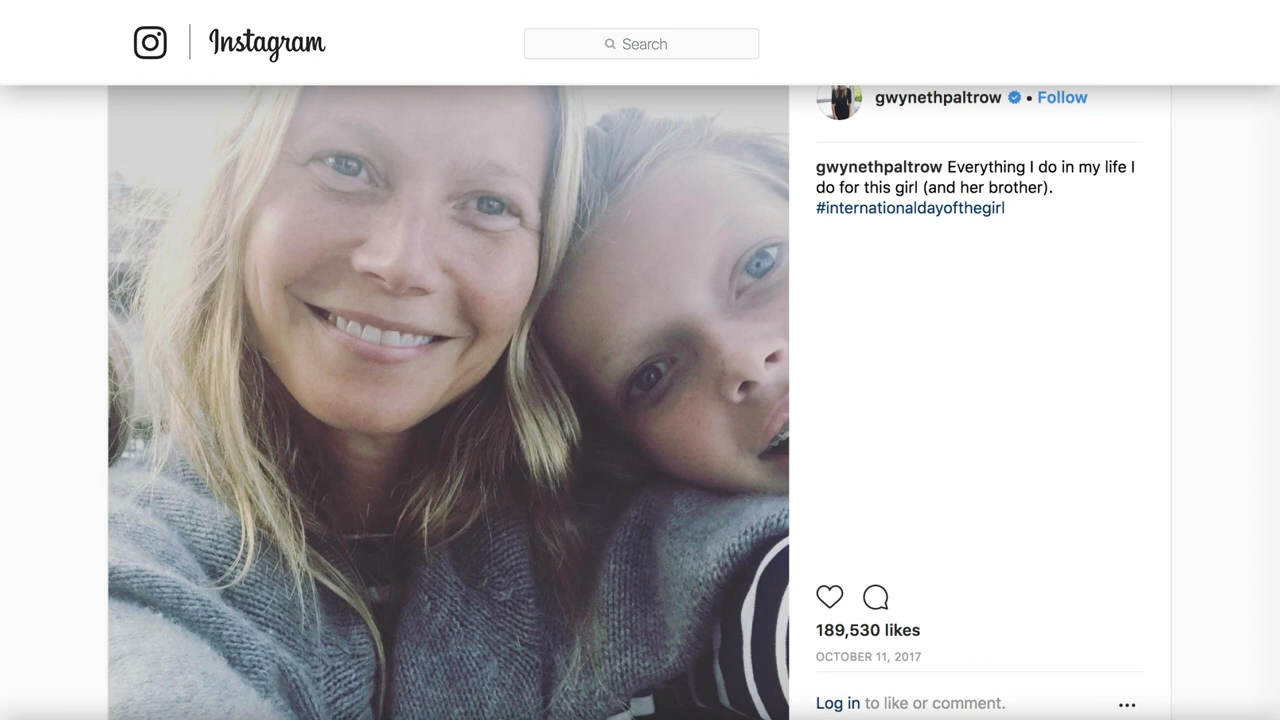 Instagram
Search
gwynethpaltrow • Follow
gwynethpaltrow Everything I do in my life I
do for this girl (and her brother).
#internationaldayofthegirl
189,530 likes
OCTOBER 11, 2017
Log in to like or comment.